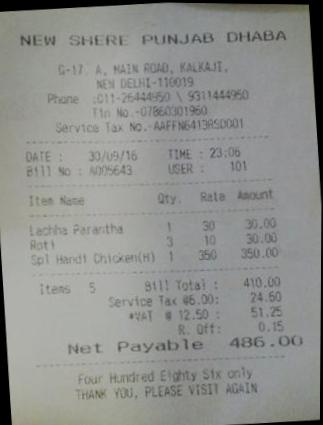 NEW SHERE PUNJAB DHABA
G-17 A, MAIN ROAD, KALKAJI,
NEW DELHI-110019
Phone :011-26444950 \ 9311444950
Tin No.-07860301960
Service Tax No.-AAFFN6413RSD001
DATE : 30/09/16 TIME : 23:06
Bill No : A005643 USER : 101
Item Name Qty. Rate Amount
Lachha Parantha 1 30 30.00
Roti 3 10 30.00
Spl Handi Chicken(H) 1 350 350.00
Items 5 Bill Total : 410.00
Service Tax @6.00: 24.60
*VAT @ 12.50 : 51.25
R. Off: 0.15
Net Payable 486.00
Four Hundred Eighty Six only
THANK YOU, PLEASE VISIT AGAIN